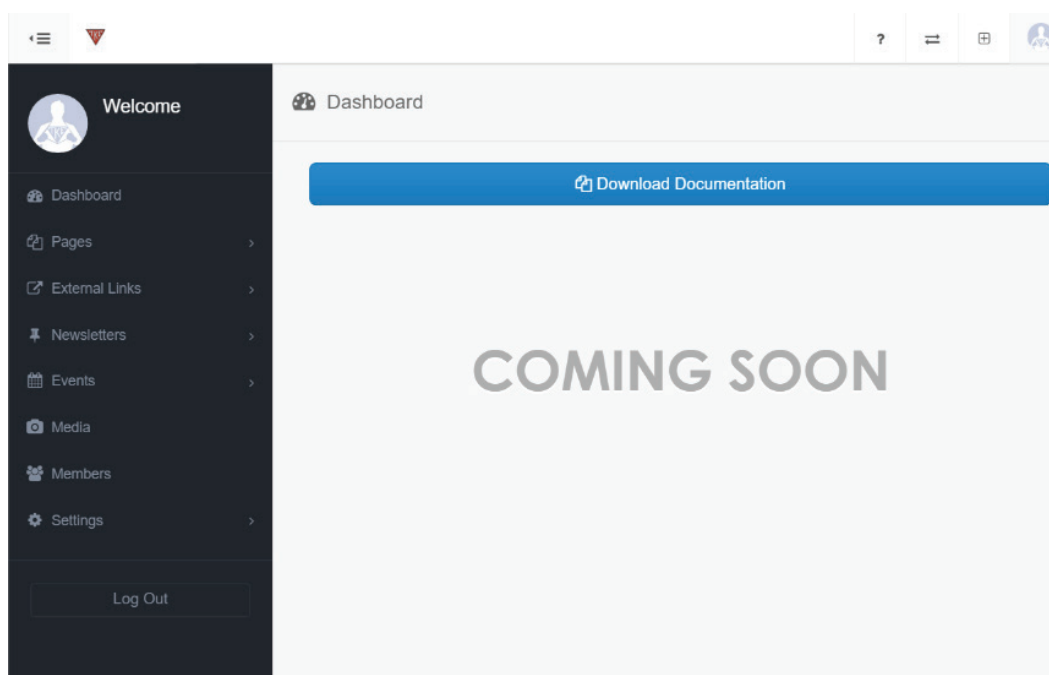 ?
Welcome
Dashboard
Dashboard
Pages
External Links
Newsletters
Events
Media
Members
Settings
Log Out
Download Documentation
COMING SOON